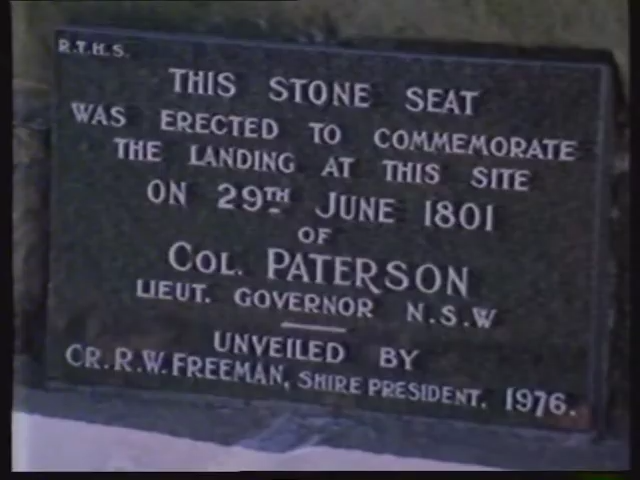 R.T.H.S.
THIS STONE SEAT
WAS ERECTED TO COMMEMORATE
THE LANDING AT THIS SITE
ON 29TH JUNE 1801
OF
COL. PATERSON
LIEUT. GOVERNOR N.S.W
UNVEILED BY
CR. R.W. FREEMAN, SHIRE PRESIDENT. 1976.